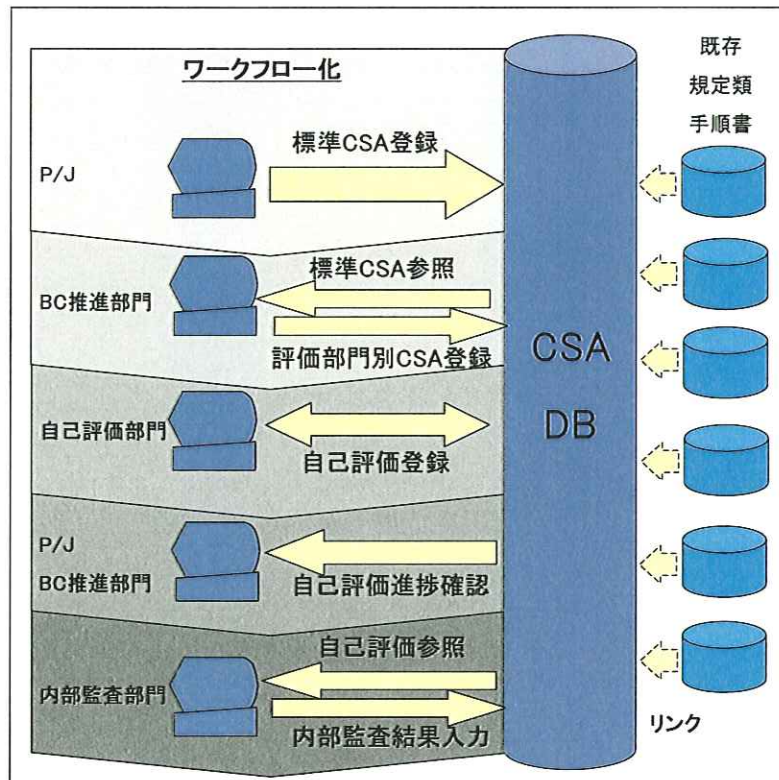 ワークフロー化
既存
規定類
手順書
P/J
標準CSA登録
BC推進部門
標準CSA参照
評価部門別CSA登録
CSA
DB
自己評価部門
自己評価登録
P/J
BC推進部門
自己評価進捗確認
内部監査部門
自己評価参照
内部監査結果入力
リンク